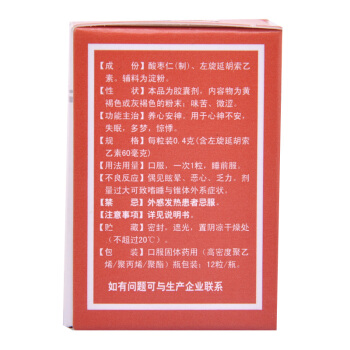 【成　份】酸枣仁(制)、左旋延胡索乙
素，辅料为淀粉。
【性　状】本品为胶囊剂，内容物为黄
褐色或灰褐色的粉末；味苦、微涩。
【功能主治】养心安神。用于心神不安，
失眠，多梦，惊悸。
【规　格】每粒装0.4克(含左旋延胡索
乙素60毫克)
【用法用量】口服，一次1粒，睡前服。
【不良反应】偶见眩晕、恶心、乏力，剂
量过大可致嗜睡与锥体外系症状。
【禁　忌】外感发热患者忌服。
【注意事项】详见说明书。
【贮　藏】密封，遮光，置阴凉干燥处
（不超过20℃）。
【包　装】口服固体药用（高密度聚乙
烯/聚丙烯/聚酯）瓶包装：12粒/瓶。
如有问题可与生产企业联系